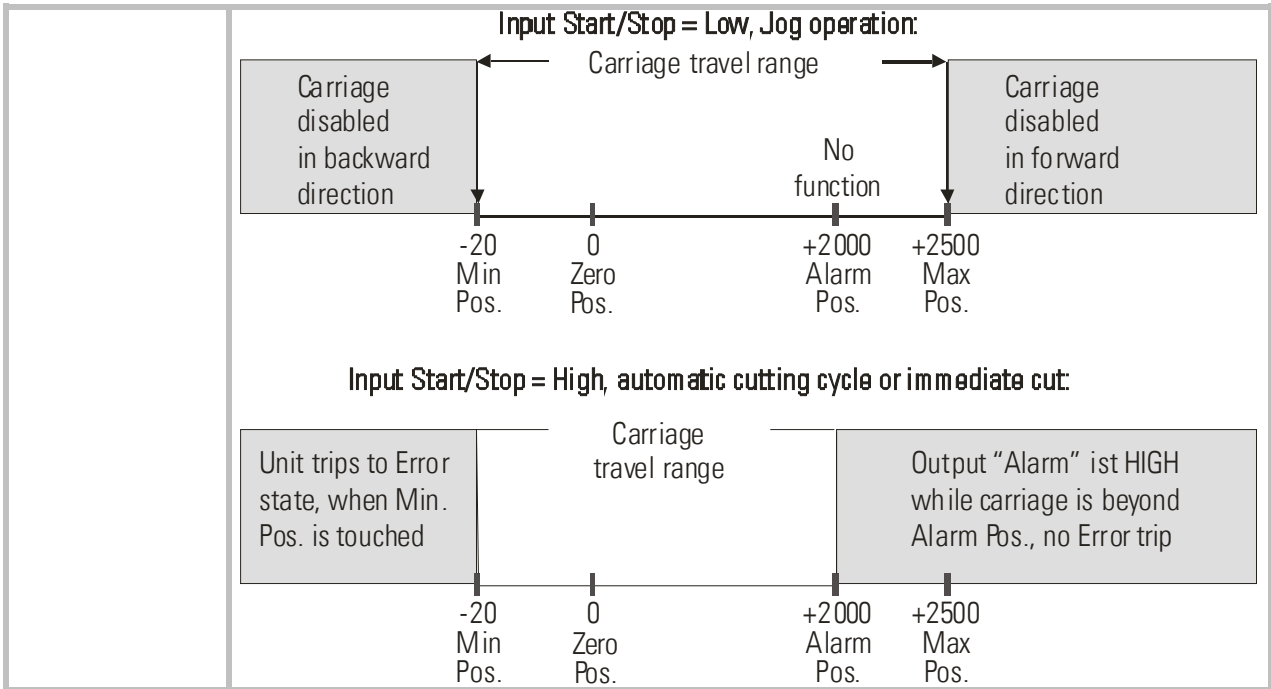 Input Start/Stop = Low, Jog operation:
Carriage travel range
Carriage
disabled
in backward
direction
No
function
Carriage
disabled
in forward
direction
-20
Min
Pos.
0
Zero
Pos.
+2000
Alarm
Pos.
+2500
Max
Pos.
Input Start/Stop = High, automatic cutting cycle or immediate cut:
Unit trips to Error
state, when Min.
Pos. is touched
Carriage
travel range
Output “Alarm” ist HIGH
while carriage is beyond
Alarm Pos., no Error trip
-20
Min
Pos.
0
Zero
Pos.
+2000
Alarm
Pos.
+2500
Max
Pos.